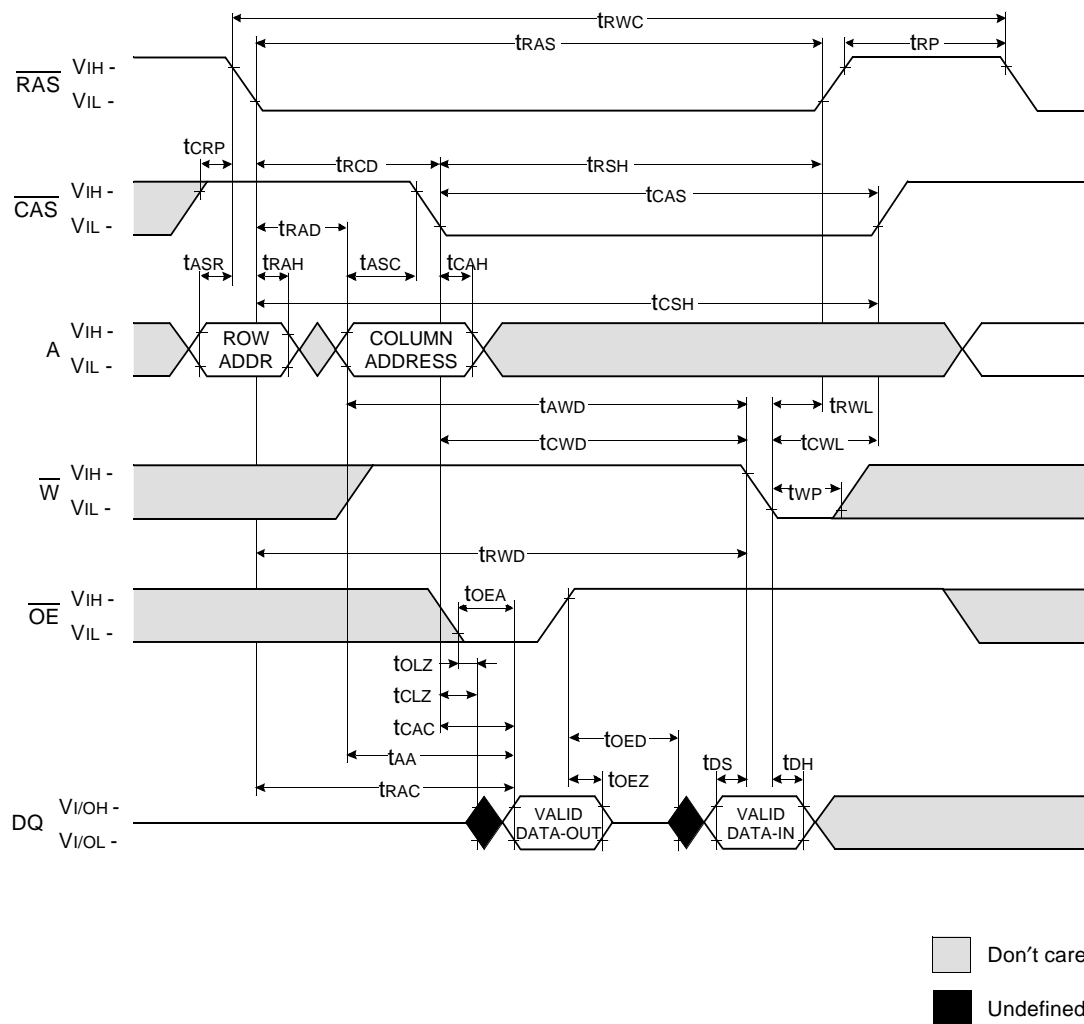 tRWC
tRAS
tRP
RAS
VIH -
VIL -
tCRP
tRCD
tRSH
CAS
VIH -
VIL -
tCAS
tRAD
tASR
tRAH
tASC
tCAH
tCSH
A
VIH -
VIL -
ROW
ADDR
COLUMN
ADDRESS
tAWD
tRWL
tCWD
tCWL
W
VIH -
VIL -
tWP
tRWD
OE
VIH -
VIL -
tOEA
tOLZ
tCLZ
tCAC
tOED
tAA
tDS
tDH
tOEZ
tRAC
DQ
VI/OH -
VI/OL -
VALID
DATA-OUT
VALID
DATA-IN
Don′t care
Undefined